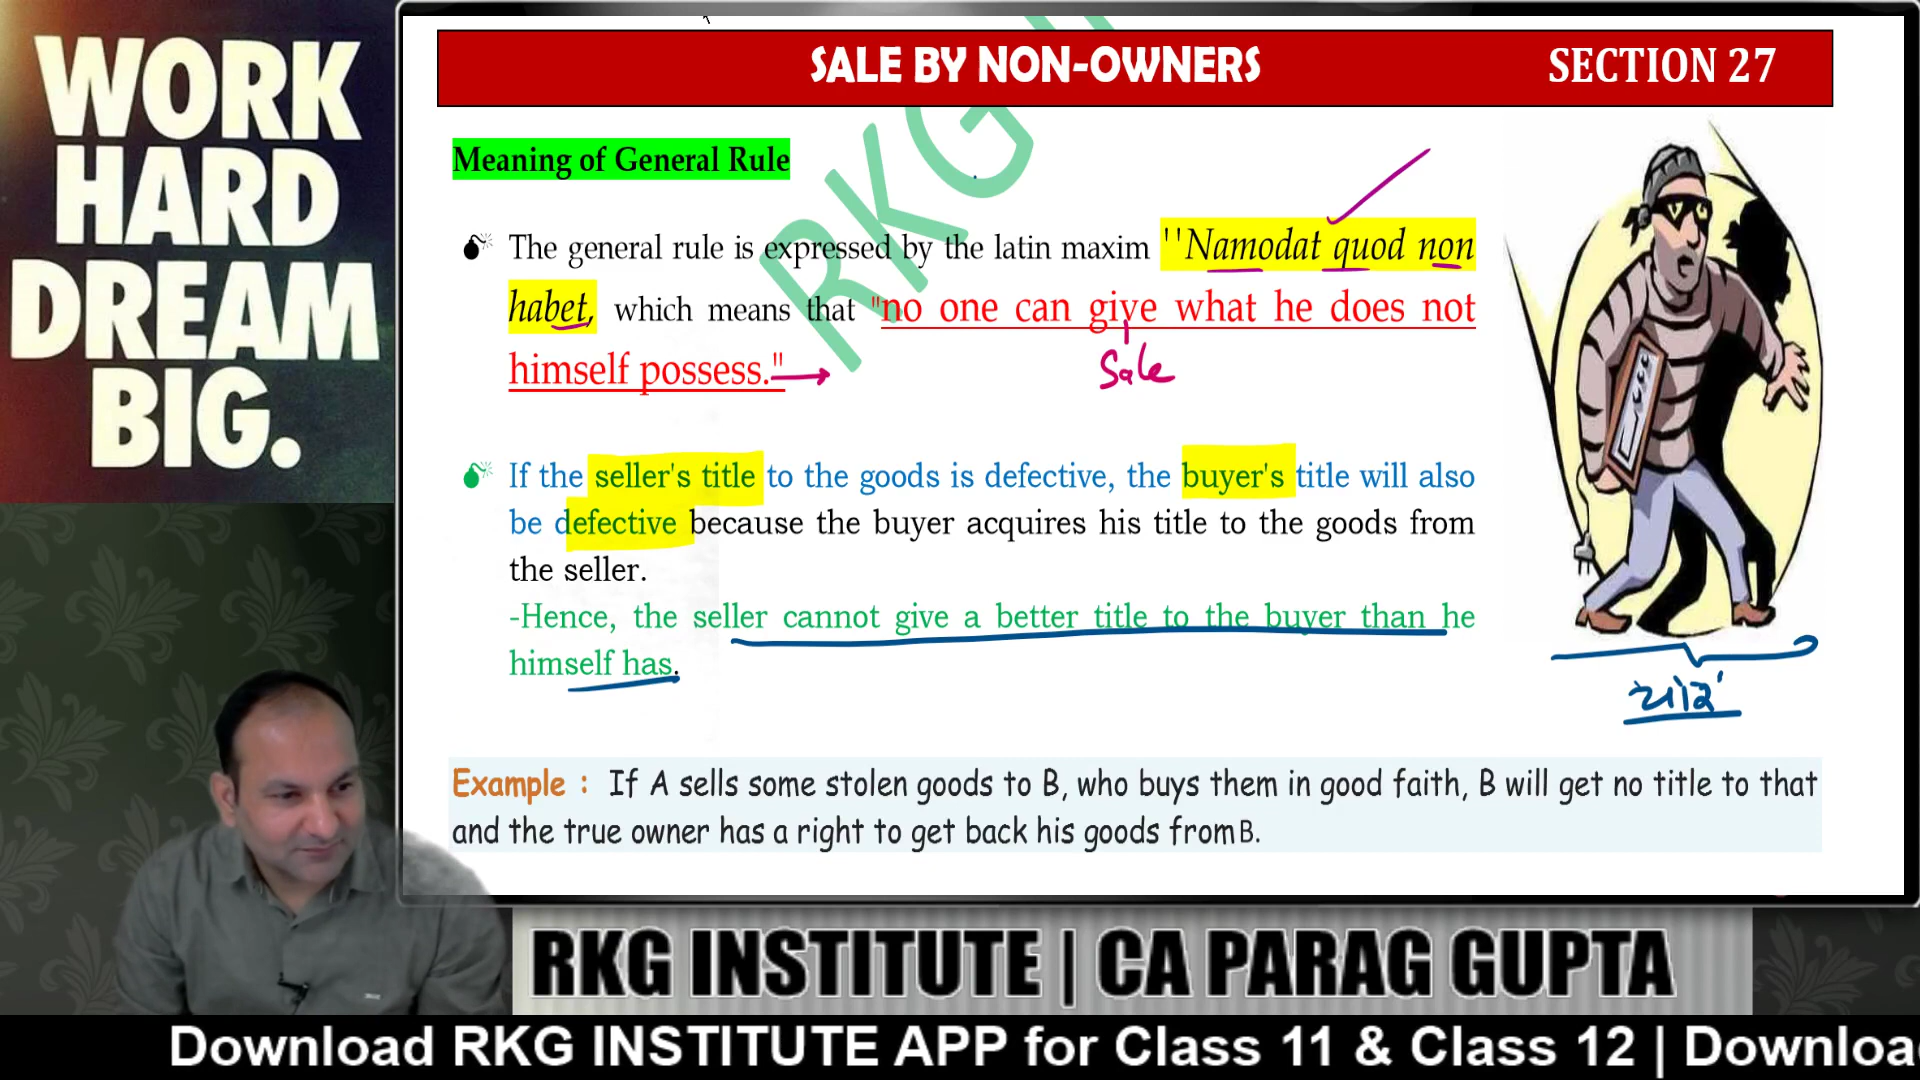 WORK
HARD
DREAM
BIG.
SALE BY NON-OWNERS SECTION 27
RKG
Meaning of General Rule
The general rule is expressed by the latin maxim ''Namodat quod non
habet, which means that "no one can give what he does not
himself possess."
Sale
If the seller's title to the goods is defective, the buyer's title will also
be defective because the buyer acquires his title to the goods from
the seller.
-Hence, the seller cannot give a better title to the buyer than he
himself has.
Example : If A sells some stolen goods to B, who buys them in good faith, B will get no title to that
and the true owner has a right to get back his goods from B.
RKG INSTITUTE | CA PARAG GUPTA
Download RKG INSTITUTE APP for Class 11 & Class 12 | Downloa